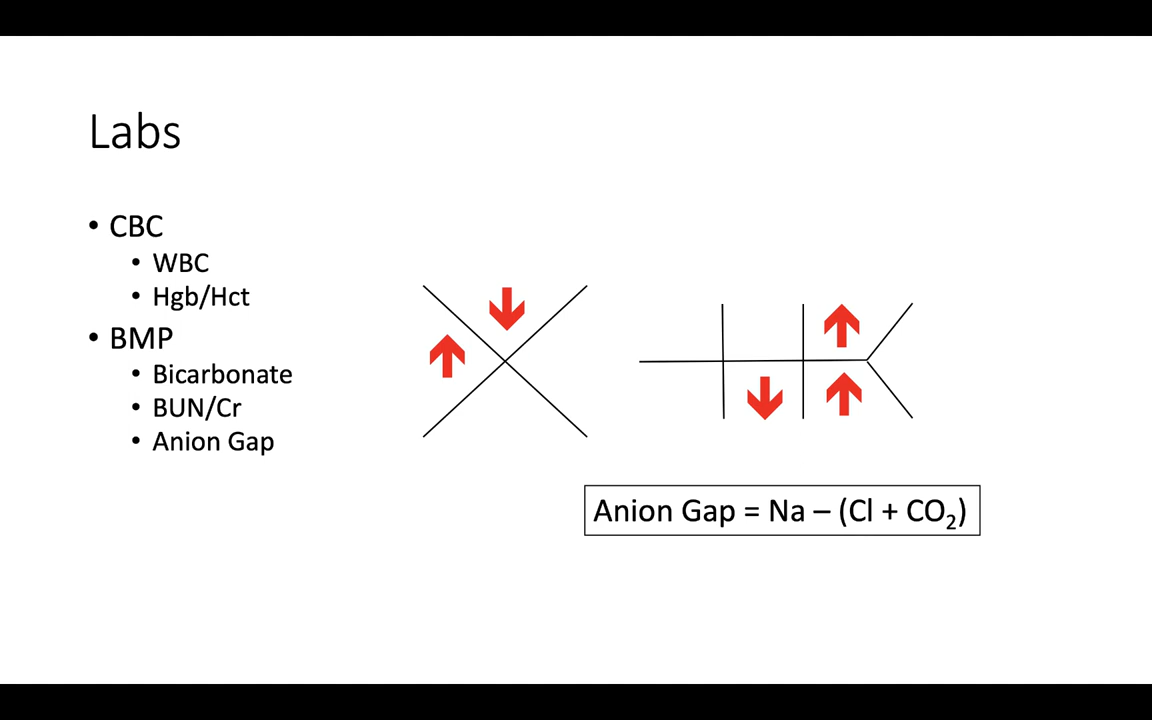 Labs
• CBC
• WBC
• Hgb/Hct
• BMP
• Bicarbonate
• BUN/Cr
• Anion Gap
Anion Gap = Na – (Cl + CO₂)